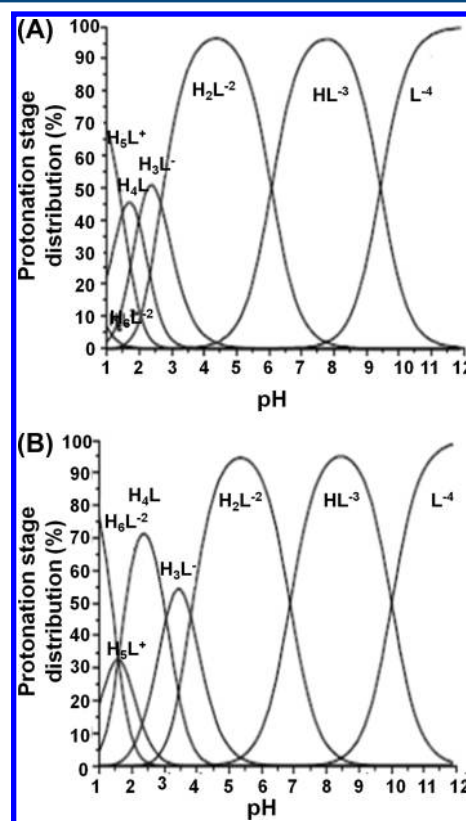 (A)
100
90
80
70
60
50
40
30
20
10
0
Protonation stage
distribution (%)
H₅L⁺
H₄L
H₃L⁻
H₂L⁻²
HL⁻³
L⁻⁴
H₆L⁻²
1 2 3 4 5 6 7 8 9 10 11 12
pH
(B)
100
90
80
70
60
50
40
30
20
10
0
Protonation stage
distribution (%)
H₄L
H₆L⁻²
H₃L⁻
H₂L⁻²
HL⁻³
L⁻⁴
H₅L⁺
1 2 3 4 5 6 7 8 9 10 11 12
pH